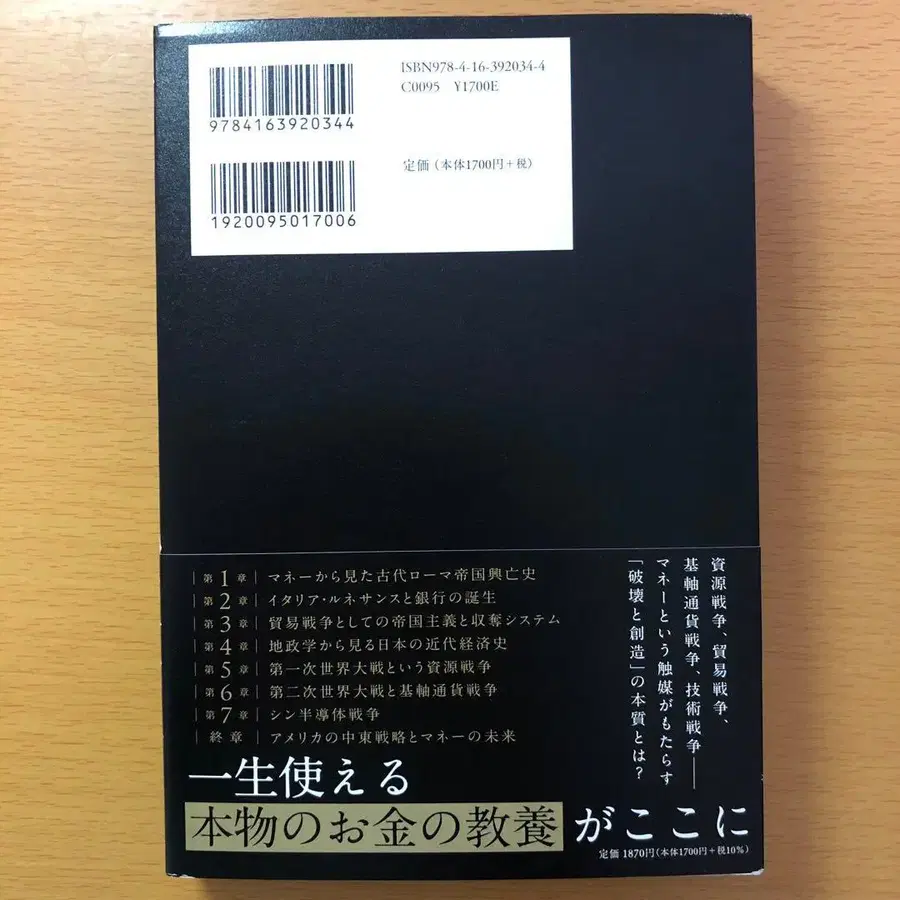 ISBN978-4-16-392034-4
C0095 ¥1700E
9784163920344
定価（本体1700円＋税）
1920095017006
資源戦争、貿易戦争、
基軸通貨戦争、技術戦争――
マネーという触媒がもたらす
「破壊と創造」の本質とは？
｜第1章｜マネーから見た古代ローマ帝国興亡史
｜第2章｜イタリア・ルネサンスと銀行の誕生
｜第3章｜貿易戦争としての帝国主義と収奪システム
｜第4章｜地政学から見る日本の近代経済史
｜第5章｜第一次世界大戦という資源戦争
｜第6章｜第二次世界大戦と基軸通貨戦争
｜第7章｜シン半導体戦争
｜終章｜アメリカの中東戦略とマネーの未来
一生使える
本物のお金の教養がここに
定価 1870円（本体1700円＋税10%）